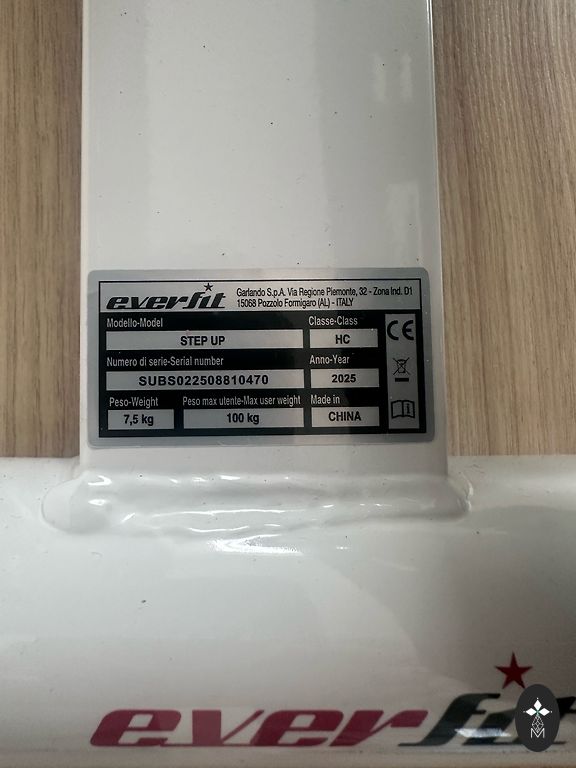 everfit
Garlando S.p.A. Via Regione Piemonte, 32 - Zona Ind. D1
15068 Pozzolo Formigaro (AL) - ITALY
Modello-Model
Classe-Class
STEP UP
HC
CE
Numero di serie-Serial number
Anno-Year
SUBS022508810470
2025
Peso-Weight
Peso max utente-Max user weight
Made in
7,5 kg
100 kg
CHINA
everfit
M